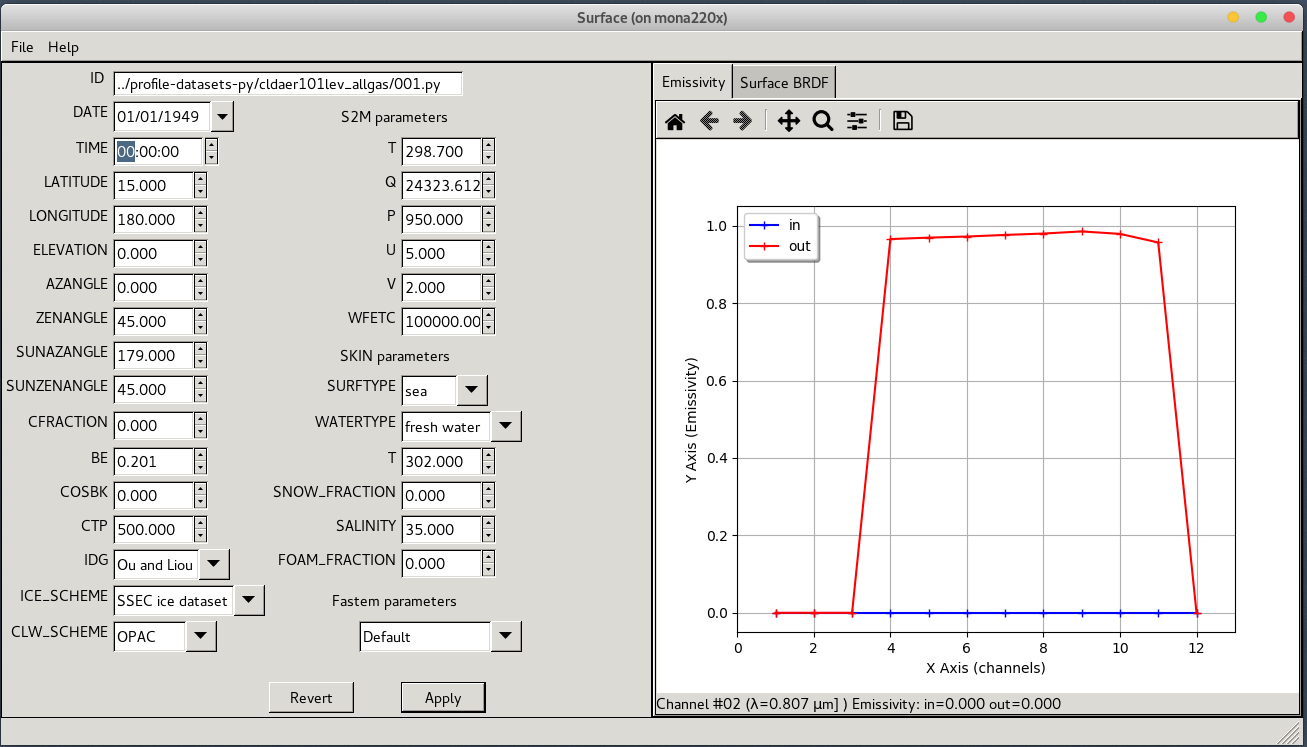 Surface (on mona220x)
File Help
ID ../profile-datasets-py/cldaer101lev_allgas/001.py
DATE 01/01/1949
TIME 00:00:00
LATITUDE 15.000
LONGITUDE 180.000
ELEVATION 0.000
AZANGLE 0.000
ZENANGLE 45.000
SUNAZANGLE 179.000
SUNZENANGLE 45.000
CFRACTION 0.000
BE 0.201
COSBK 0.000
CTP 500.000
IDG Ou and Liou
ICE_SCHEME SSEC ice dataset
CLW_SCHEME OPAC
S2M parameters
T 298.700
Q 24323.612
P 950.000
U 5.000
V 2.000
WFETC 100000.00
SKIN parameters
SURFTYPE sea
WATERTYPE fresh water
T 302.000
SNOW_FRACTION 0.000
SALINITY 35.000
FOAM_FRACTION 0.000
Fastem parameters
Default
Revert Apply
Emissivity Surface BRDF
in
out
1.0
0.8
0.6
0.4
0.2
0.0
Y Axis (Emissivity)
0 2 4 6 8 10 12
X Axis (channels)
Channel #02 (λ=0.807 µm] ) Emissivity: in=0.000 out=0.000